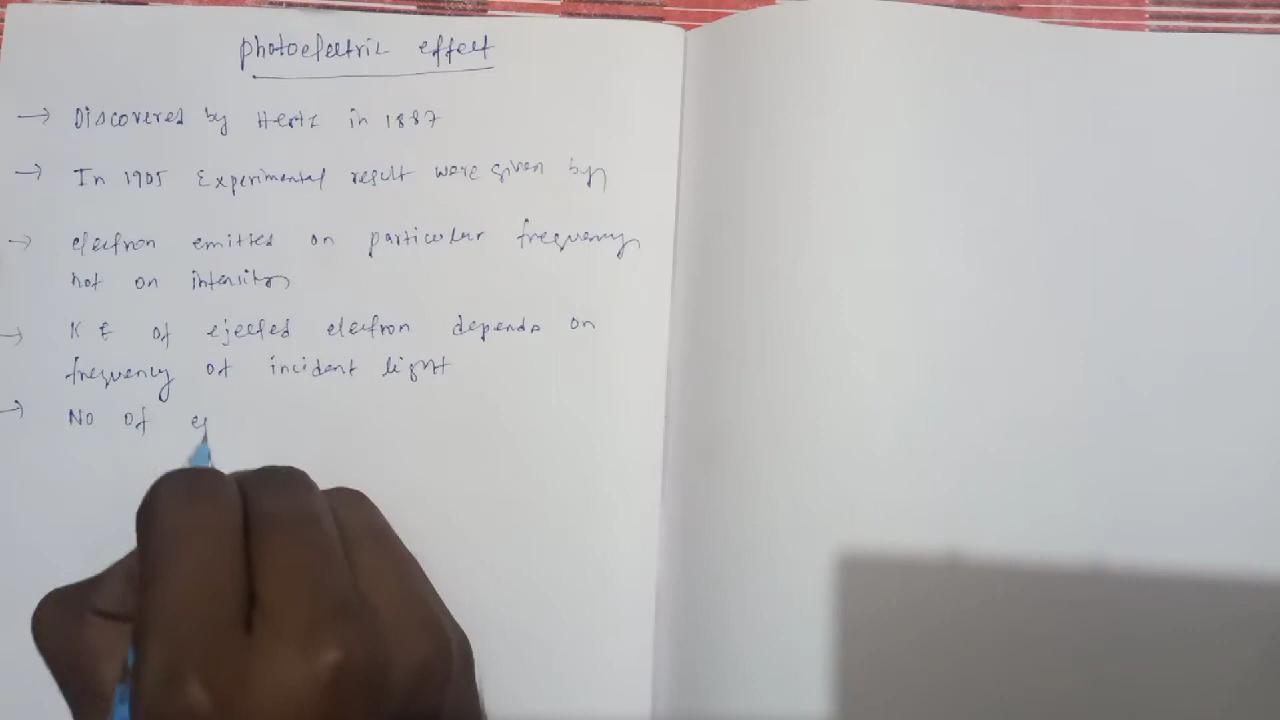 photoelectric effect
→ Discovered by Hertz in 1887
→ In 1905 Experimental result were given by
→ electron emitted on particular frequency
not on intensity
→ K E of ejected electron depends on
frequency of incident light
→ No of e